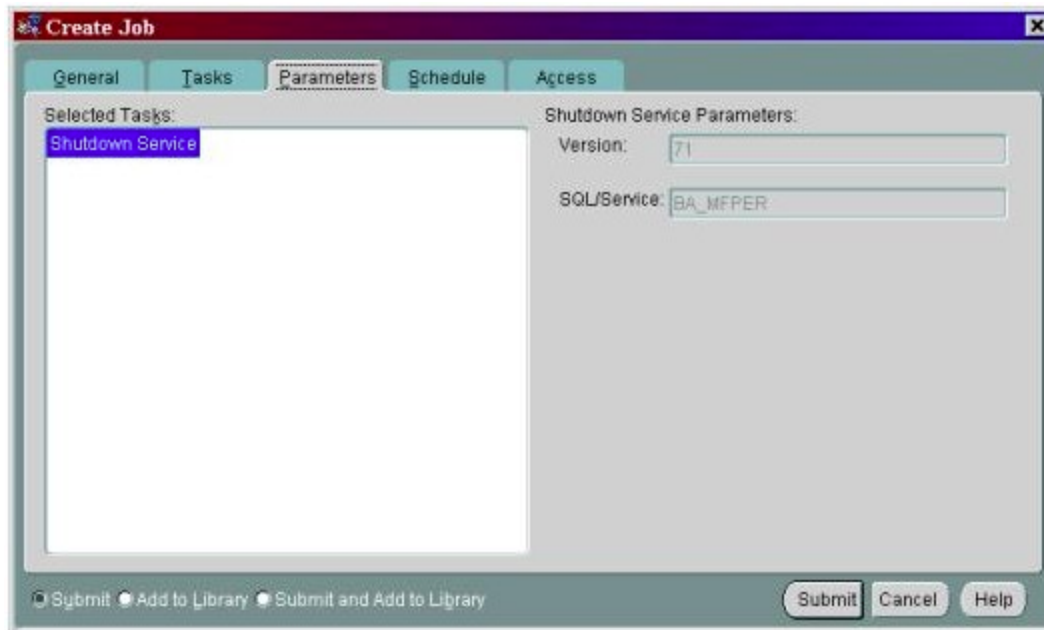 Create Job
General Tasks Parameters Schedule Access
Selected Tasks:
Shutdown Service
Shutdown Service Parameters:
Version: 71
SQL/Service: BA_MFPER
Submit Add to Library Submit and Add to Library
Submit Cancel Help